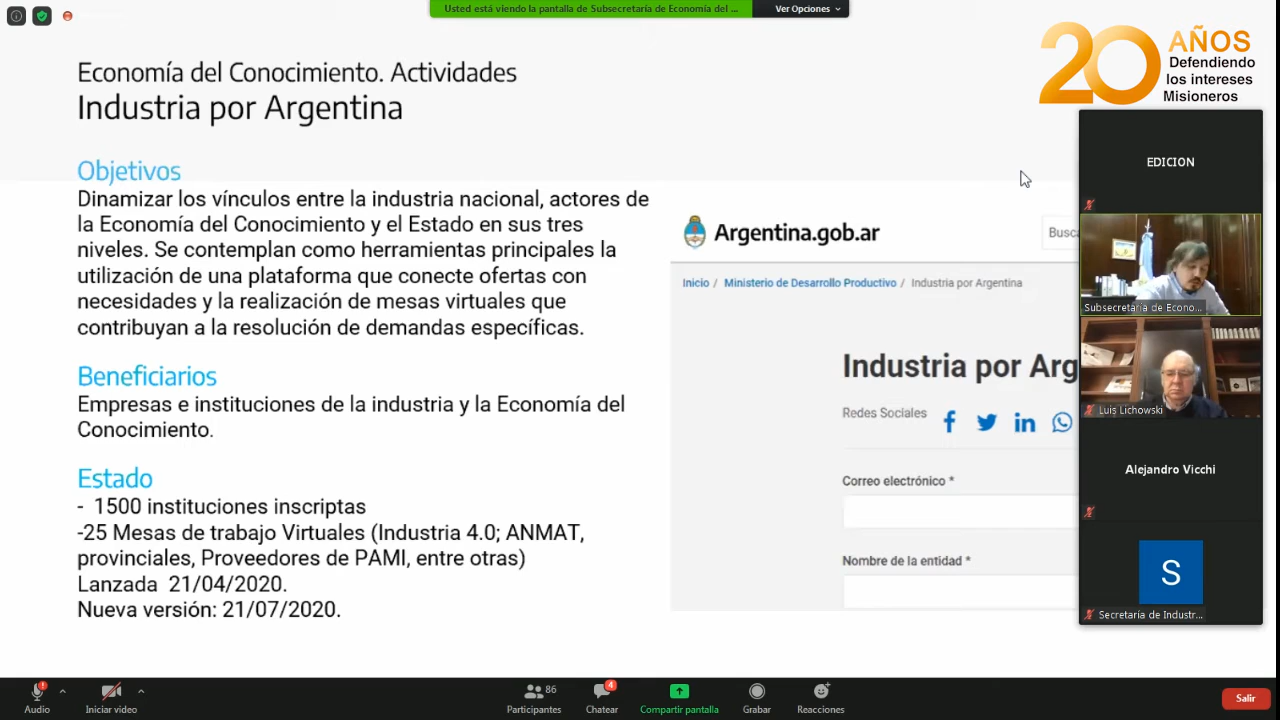 Usted está viendo la pantalla de Subsecretaría de Economía del ...
Ver Opciones
20 AÑOS
Defendiendo
los intereses
Misioneros
Economía del Conocimiento. Actividades
Industria por Argentina
Objetivos
Dinamizar los vínculos entre la industria nacional, actores de
la Economía del Conocimiento y el Estado en sus tres
niveles. Se contemplan como herramientas principales la
utilización de una plataforma que conecte ofertas con
necesidades y la realización de mesas virtuales que
contribuyan a la resolución de demandas específicas.
Beneficiarios
Empresas e instituciones de la industria y la Economía del
Conocimiento.
Estado
- 1500 instituciones inscriptas
-25 Mesas de trabajo Virtuales (Industria 4.0; ANMAT,
provinciales, Proveedores de PAMI, entre otras)
Lanzada 21/04/2020.
Nueva versión: 21/07/2020.
Argentina.gob.ar
Busca
Inicio / Ministerio de Desarrollo Productivo / Industria por Argentina
Industria por Arg
Redes Sociales
Correo electrónico *
Nombre de la entidad *
EDICION
Subsecretaría de Econo...
Luis Lichowski
Alejandro Vicchi
S
Secretaría de Industr...
Audio
Iniciar video
86
Participantes
4
Chatear
Compartir pantalla
Grabar
Reacciones
Salir